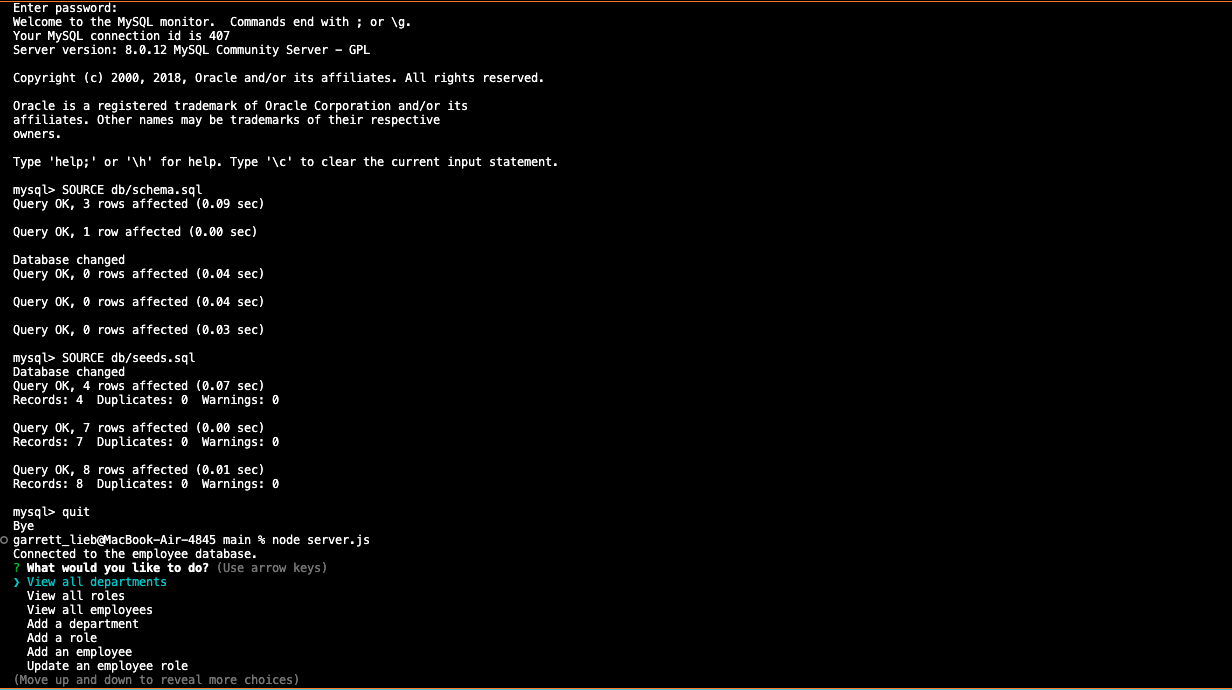 Enter password:
Welcome to the MySQL monitor.  Commands end with ; or \g.
Your MySQL connection id is 407
Server version: 8.0.12 MySQL Community Server - GPL
Copyright (c) 2000, 2018, Oracle and/or its affiliates. All rights reserved.
Oracle is a registered trademark of Oracle Corporation and/or its
affiliates. Other names may be trademarks of their respective
owners.
Type 'help;' or '\h' for help. Type '\c' to clear the current input statement.
mysql> SOURCE db/schema.sql
Query OK, 3 rows affected (0.09 sec)
Query OK, 1 row affected (0.00 sec)
Database changed
Query OK, 0 rows affected (0.04 sec)
Query OK, 0 rows affected (0.04 sec)
Query OK, 0 rows affected (0.03 sec)
mysql> SOURCE db/seeds.sql
Database changed
Query OK, 4 rows affected (0.07 sec)
Records: 4  Duplicates: 0  Warnings: 0
Query OK, 7 rows affected (0.00 sec)
Records: 7  Duplicates: 0  Warnings: 0
Query OK, 8 rows affected (0.01 sec)
Records: 8  Duplicates: 0  Warnings: 0
mysql> quit
Bye
garrett_lieb@MacBook-Air-4845 main % node server.js
Connected to the employee database.
? What would you like to do? (Use arrow keys)
❯ View all departments
View all roles
View all employees
Add a department
Add a role
Add an employee
Update an employee role
(Move up and down to reveal more choices)